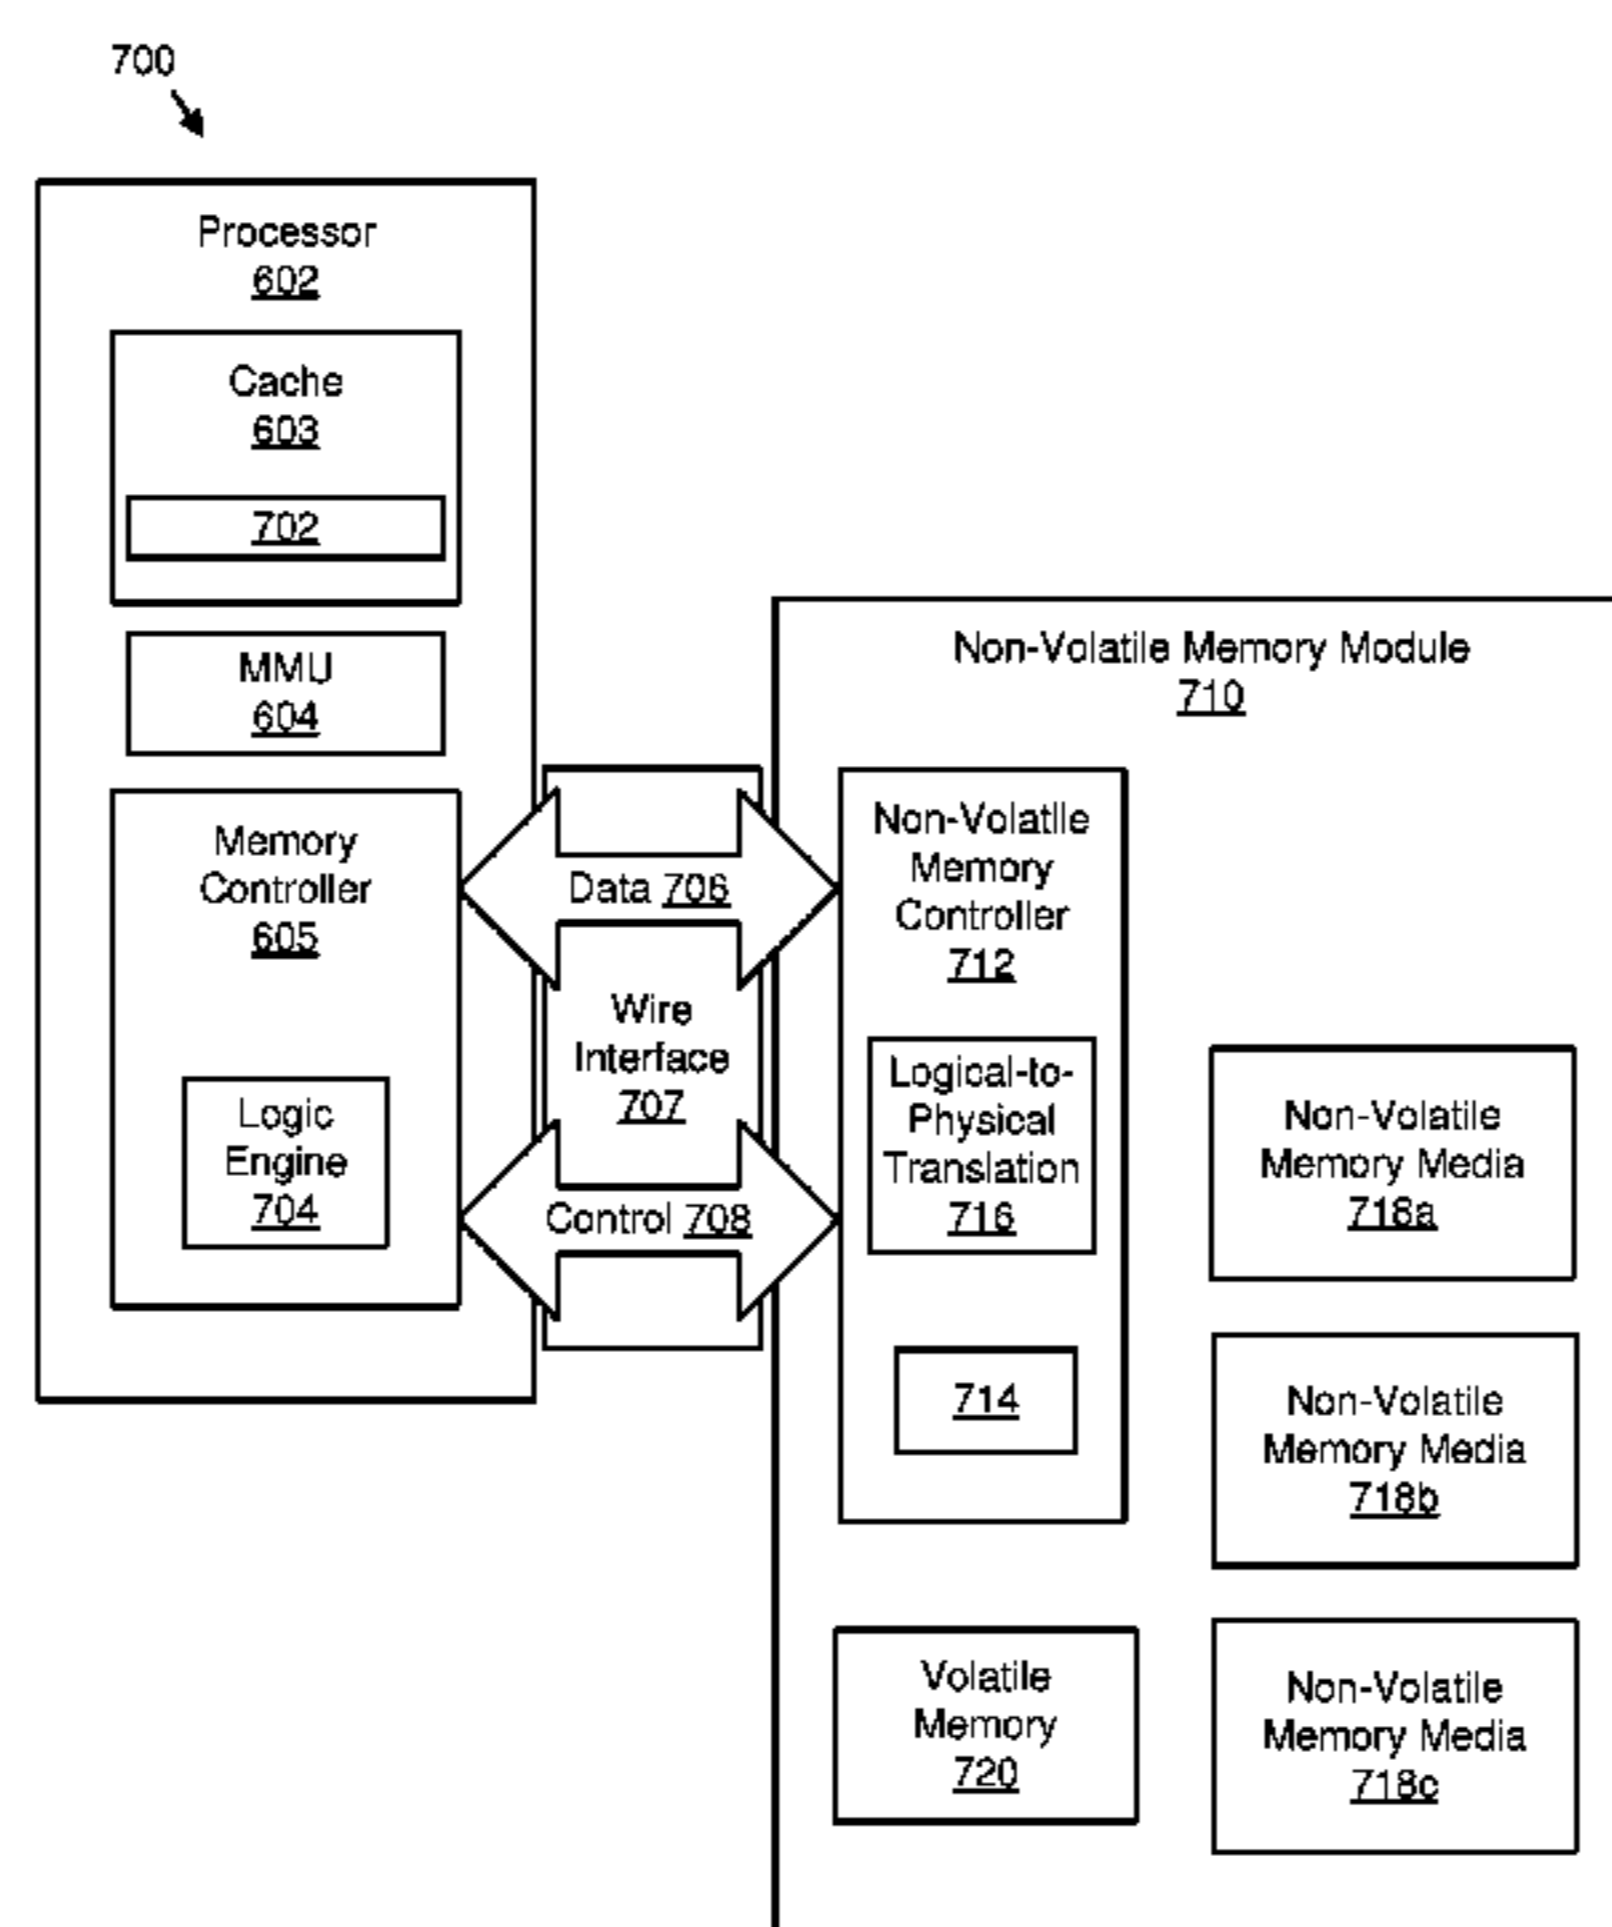 700
Processor
602
Cache
603
702
MMU
604
Memory
Controller
605
Logic
Engine
704
Data 706
Wire
Interface
707
Control 708
Non-Volatile Memory Module
710
Non-Volatile
Memory
Controller
712
Logical-to-
Physical
Translation
716
714
Volatile
Memory
720
Non-Volatile
Memory Media
718a
Non-Volatile
Memory Media
718b
Non-Volatile
Memory Media
718c